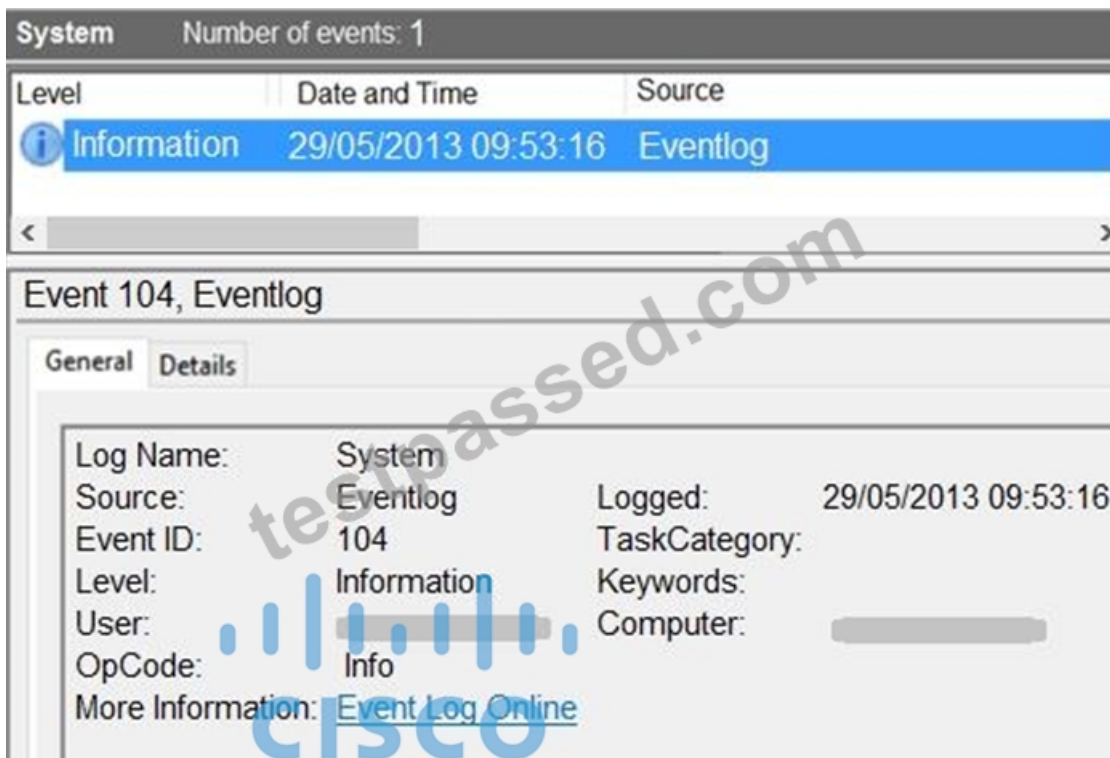 System Number of events: 1
Level Date and Time Source
Information 29/05/2013 09:53:16 Eventlog
Event 104, Eventlog
General Details
Log Name: System
Source: Eventlog Logged: 29/05/2013 09:53:16
Event ID: 104 TaskCategory:
Level: Information Keywords:
User: Computer:
OpCode: Info
More Information: Event Log Online
testpassed.com
cisco